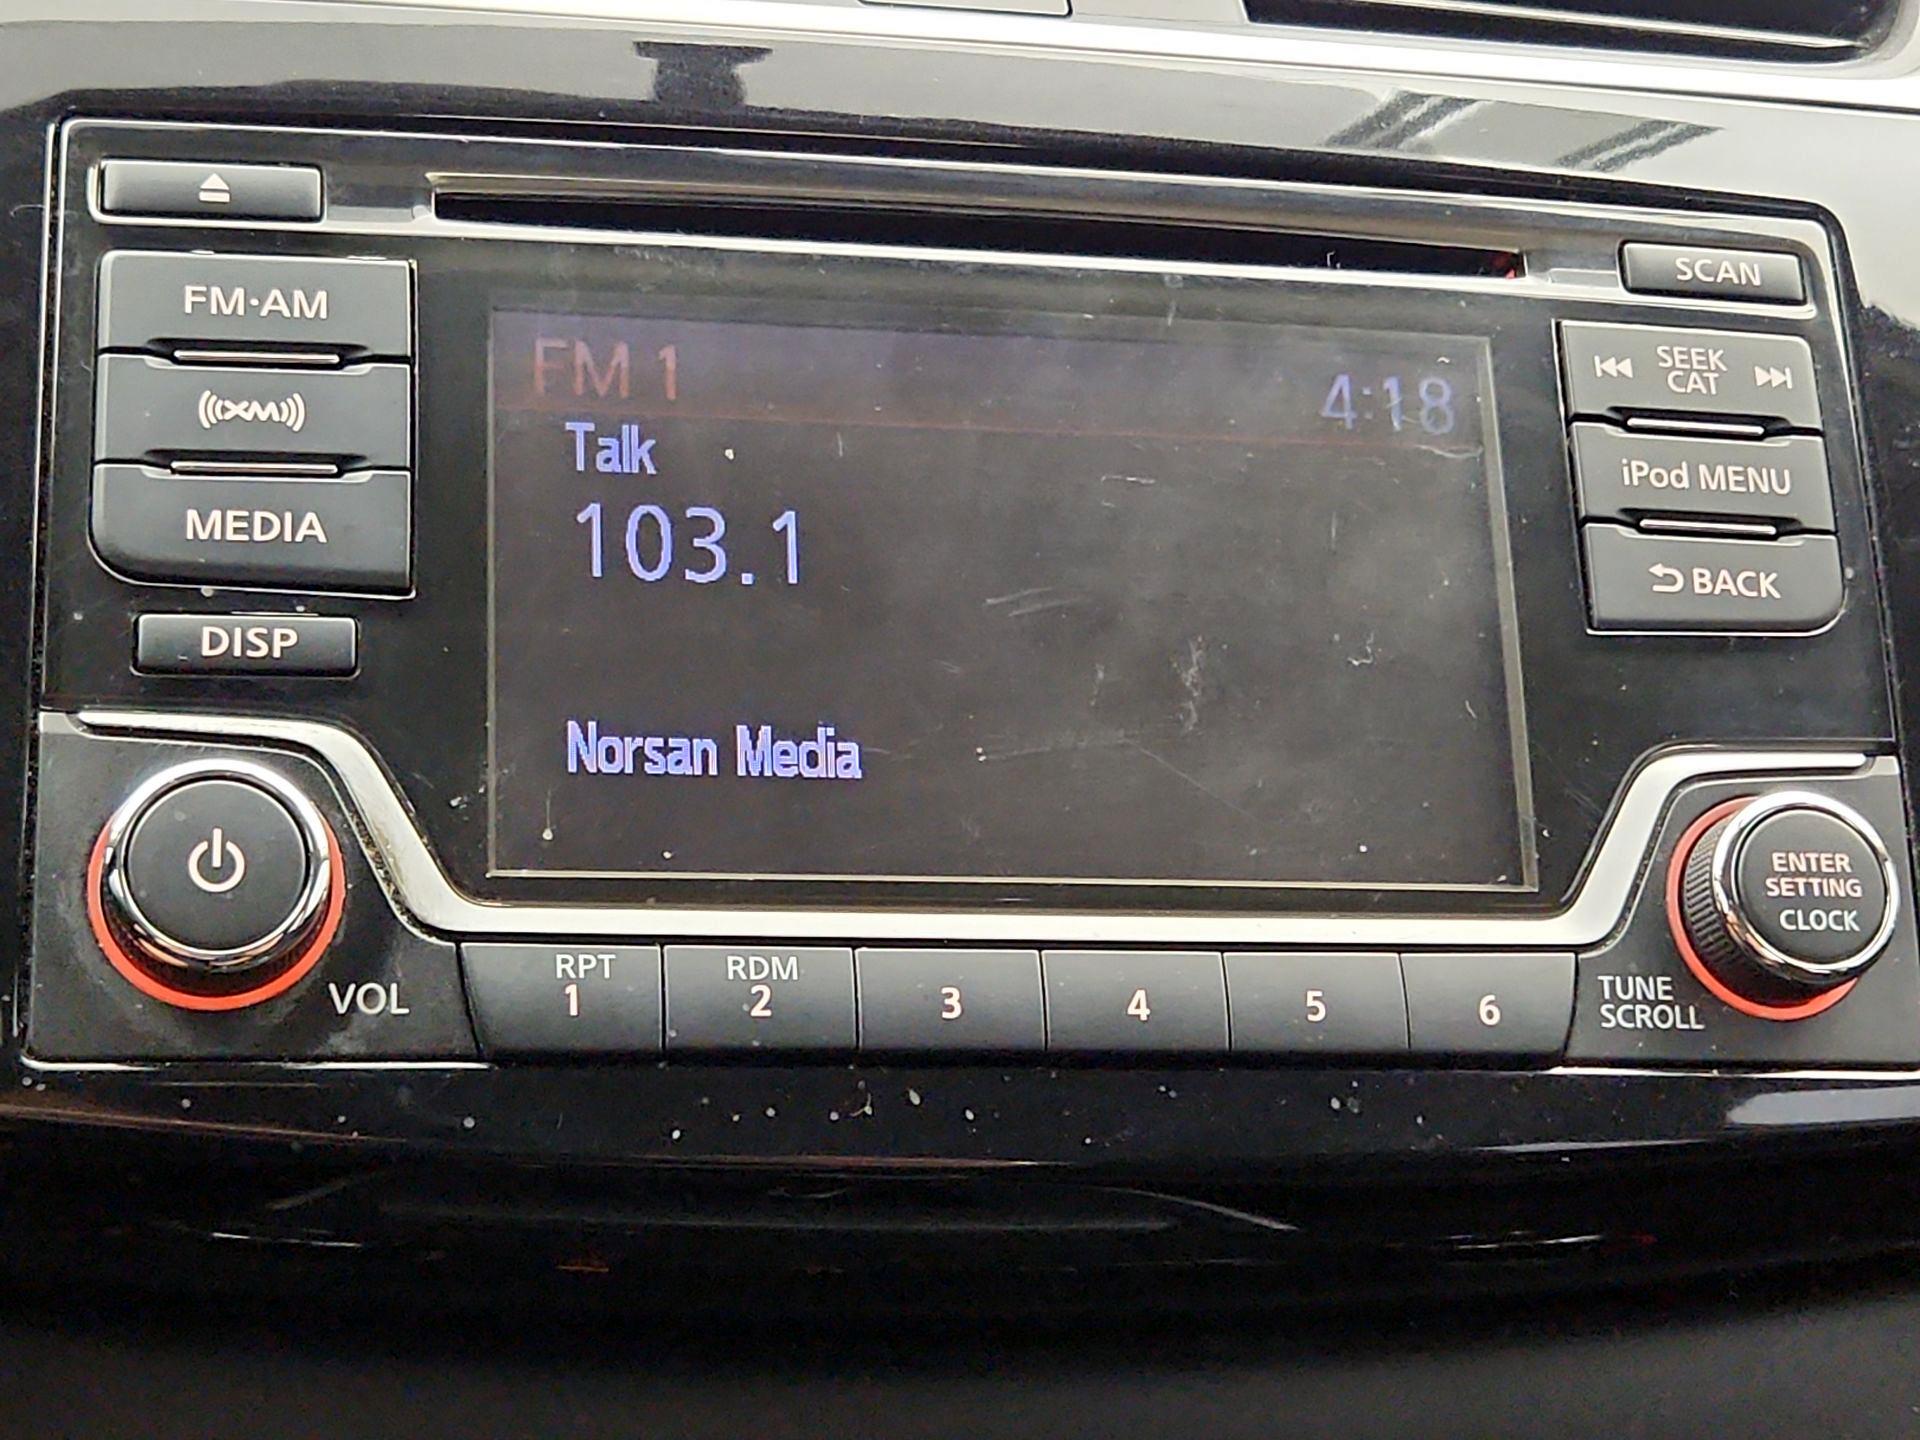 FM·AM
XM
MEDIA
DISP
VOL
FM 1
4:18
Talk
103.1
Norsan Media
SCAN
SEEK
CAT
iPod MENU
BACK
ENTER
SETTING
CLOCK
TUNE
SCROLL
RPT
1
RDM
2
3
4
5
6